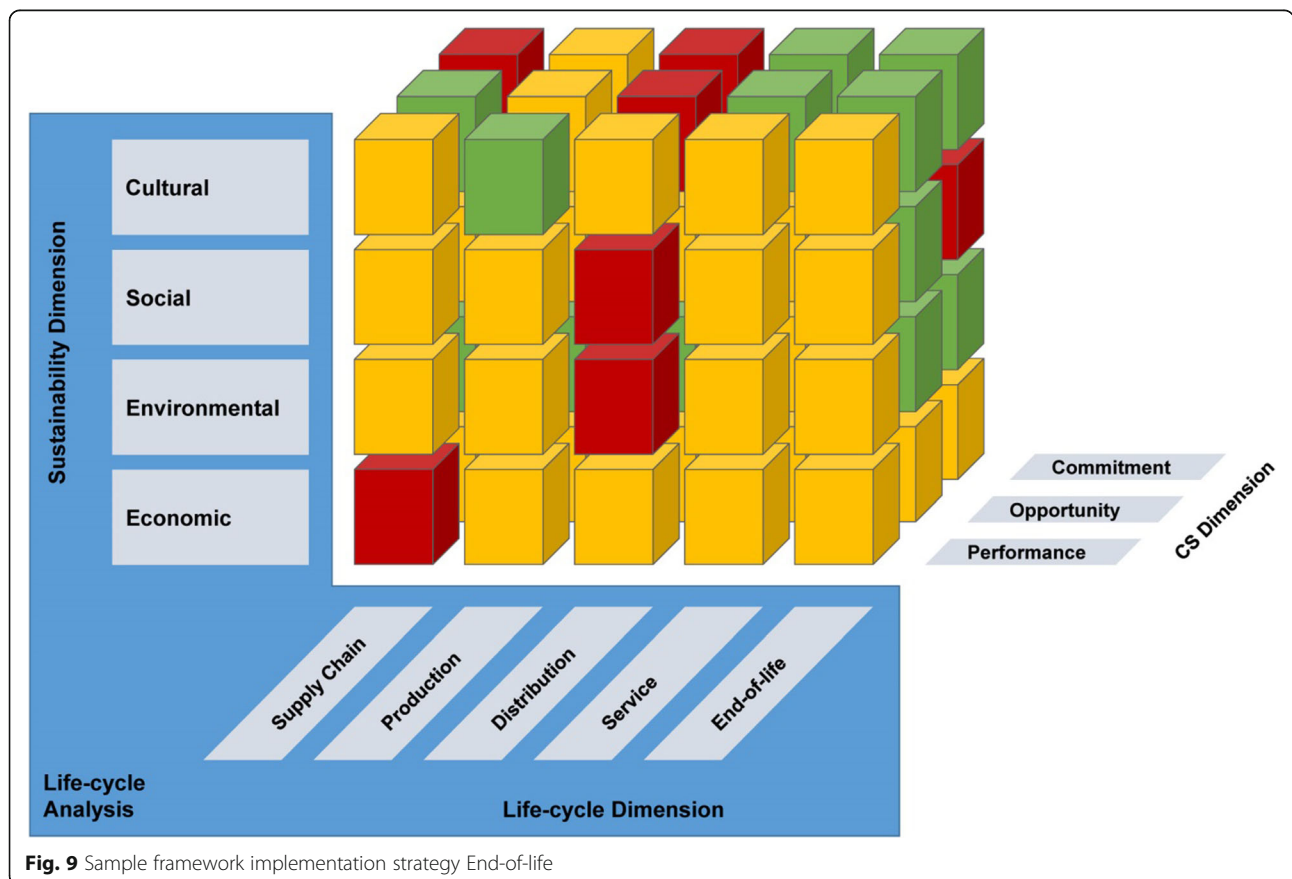 Sustainability Dimension
Cultural
Social
Environmental
Economic
Commitment
Opportunity
Performance
CS Dimension
Supply Chain
Production
Distribution
Service
End-of-life
Life-cycle
Analysis
Life-cycle Dimension
Fig. 9 Sample framework implementation strategy End-of-life